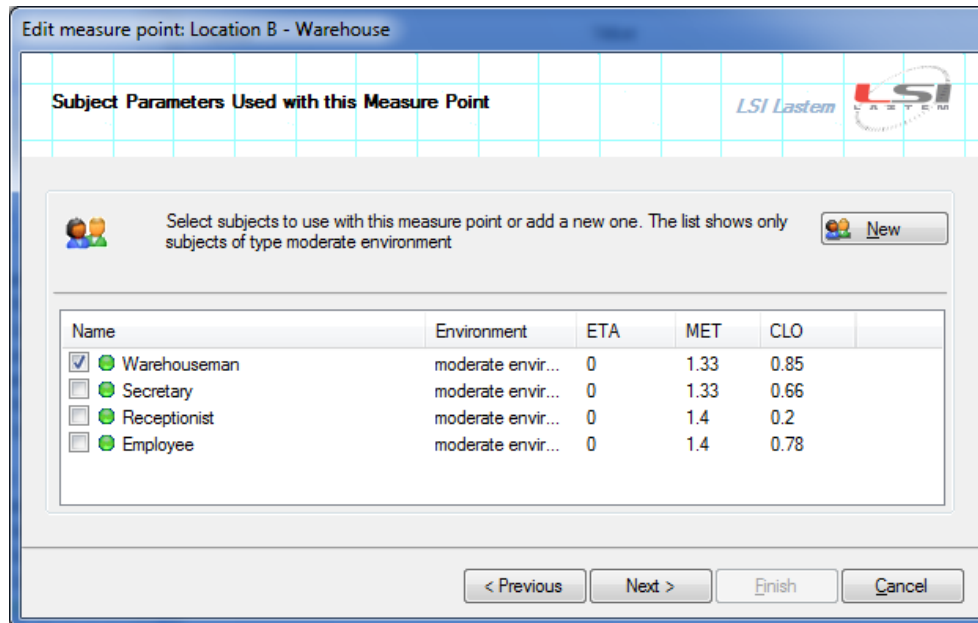 Edit measure point: Location B - Warehouse
Subject Parameters Used with this Measure Point
LSI Lastem
LSI
LASTEM
Select subjects to use with this measure point or add a new one. The list shows only
subjects of type moderate environment
New
Name Environment ETA MET CLO
Warehouseman moderate envir... 0 1.33 0.85
Secretary moderate envir... 0 1.33 0.66
Receptionist moderate envir... 0 1.4 0.2
Employee moderate envir... 0 1.4 0.78
< Previous Next > Finish Cancel